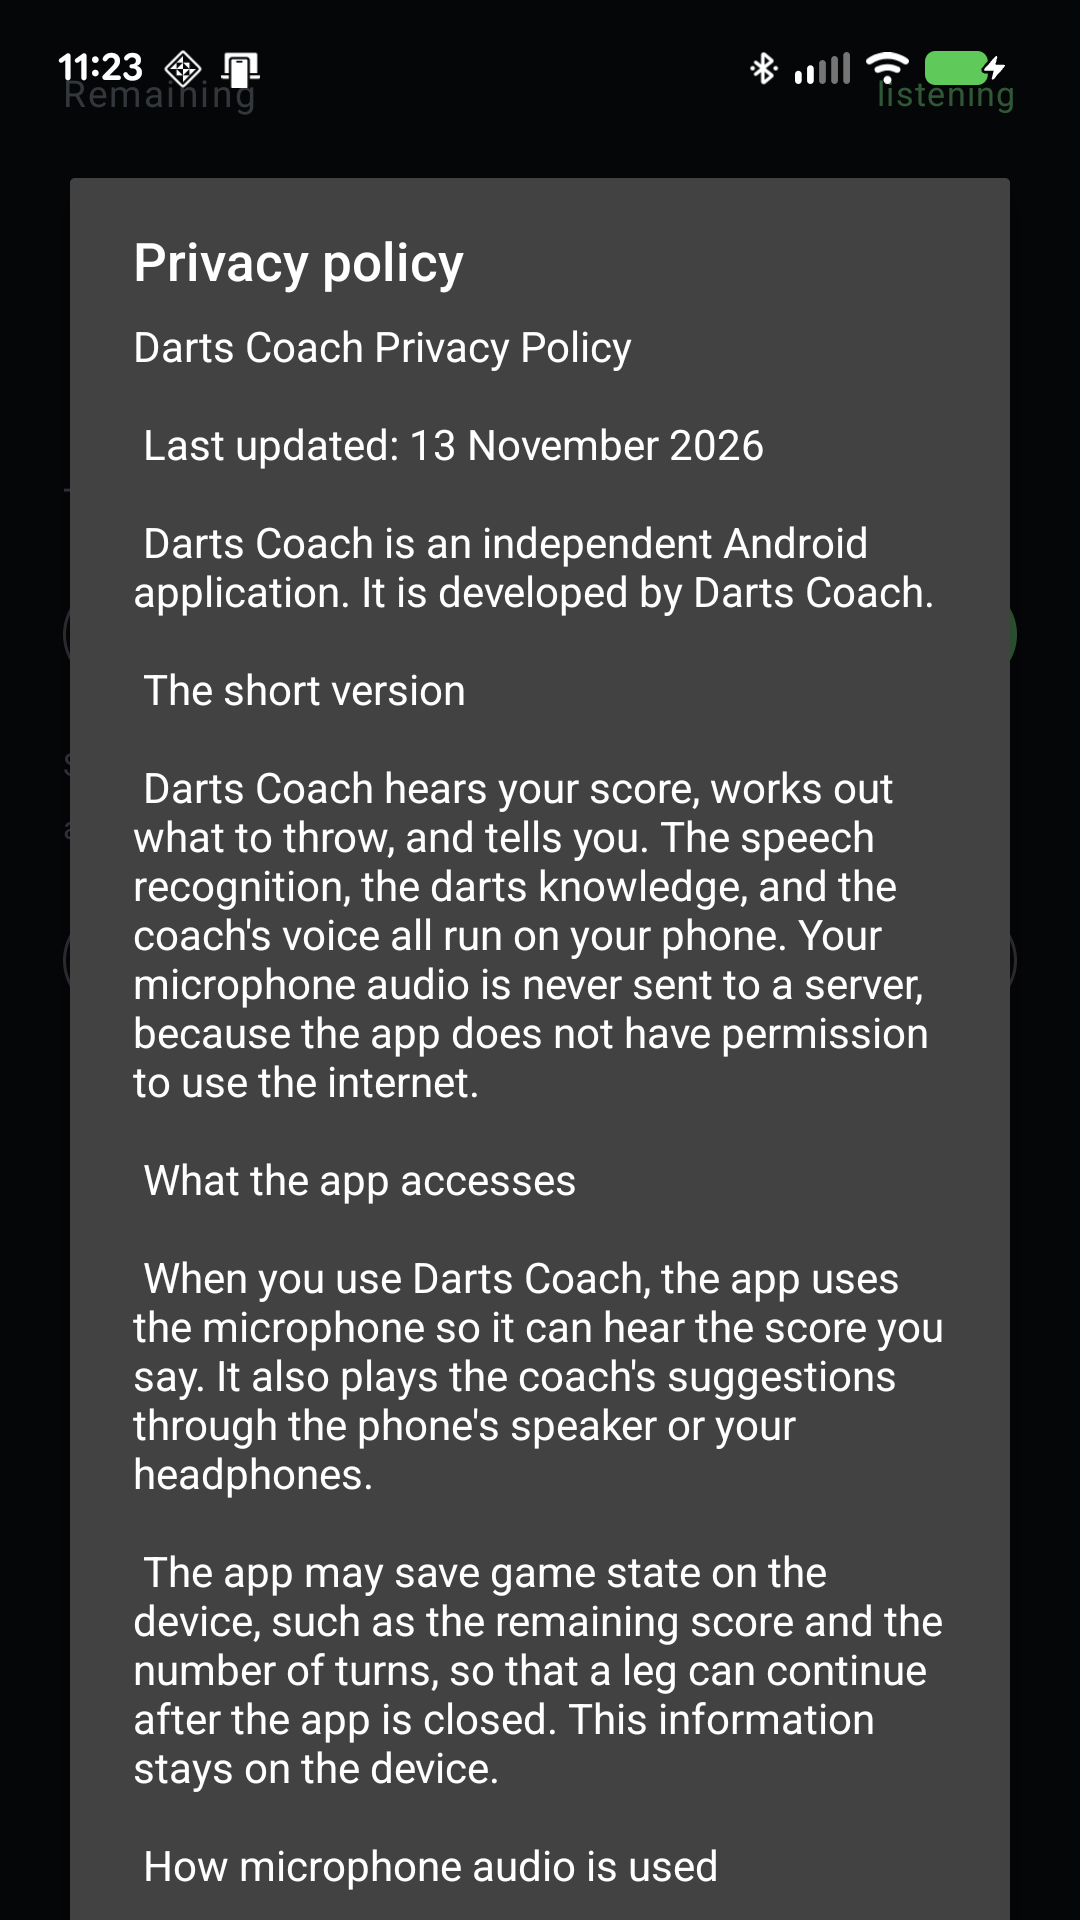 11:23
Remaining
listening
Privacy policy
Darts Coach Privacy Policy
Last updated: 13 November 2026
Darts Coach is an independent Android
application. It is developed by Darts Coach.
The short version
Darts Coach hears your score, works out
what to throw, and tells you. The speech
recognition, the darts knowledge, and the
coach's voice all run on your phone. Your
microphone audio is never sent to a server,
because the app does not have permission
to use the internet.
What the app accesses
When you use Darts Coach, the app uses
the microphone so it can hear the score you
say. It also plays the coach's suggestions
through the phone's speaker or your
headphones.
The app may save game state on the
device, such as the remaining score and the
number of turns, so that a leg can continue
after the app is closed. This information
stays on the device.
How microphone audio is used